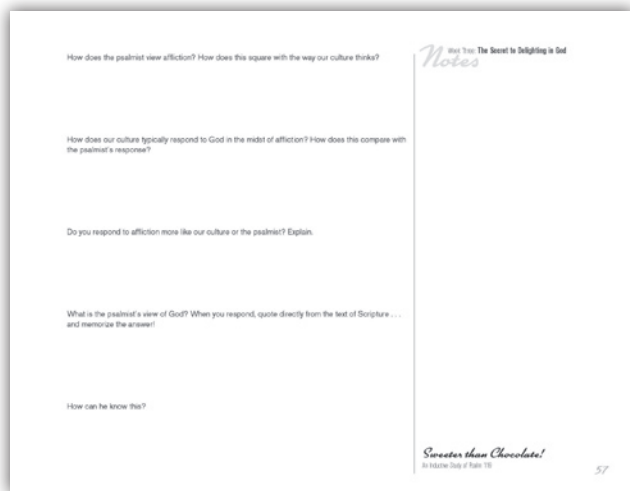 How does the psalmist view affliction? How does this square with the way our culture thinks?
How does our culture typically respond to God in the midst of affliction? How does this compare with
the psalmist's response?
Do you respond to affliction more like our culture or the psalmist? Explain.
What is the psalmist's view of God? When you respond, quote directly from the text of Scripture . . .
and memorize the answer!
How can he know this?
Week Three: The Secret to Delighting in God
Notes
Sweeter than Chocolate!
An Inductive Study of Psalm 119
57